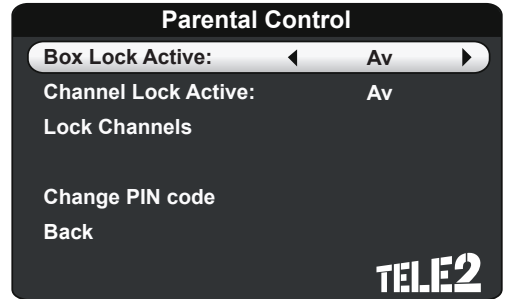 Parental Control
Box Lock Active: Av
Channel Lock Active: Av
Lock Channels
Change PIN code
Back
TELE2